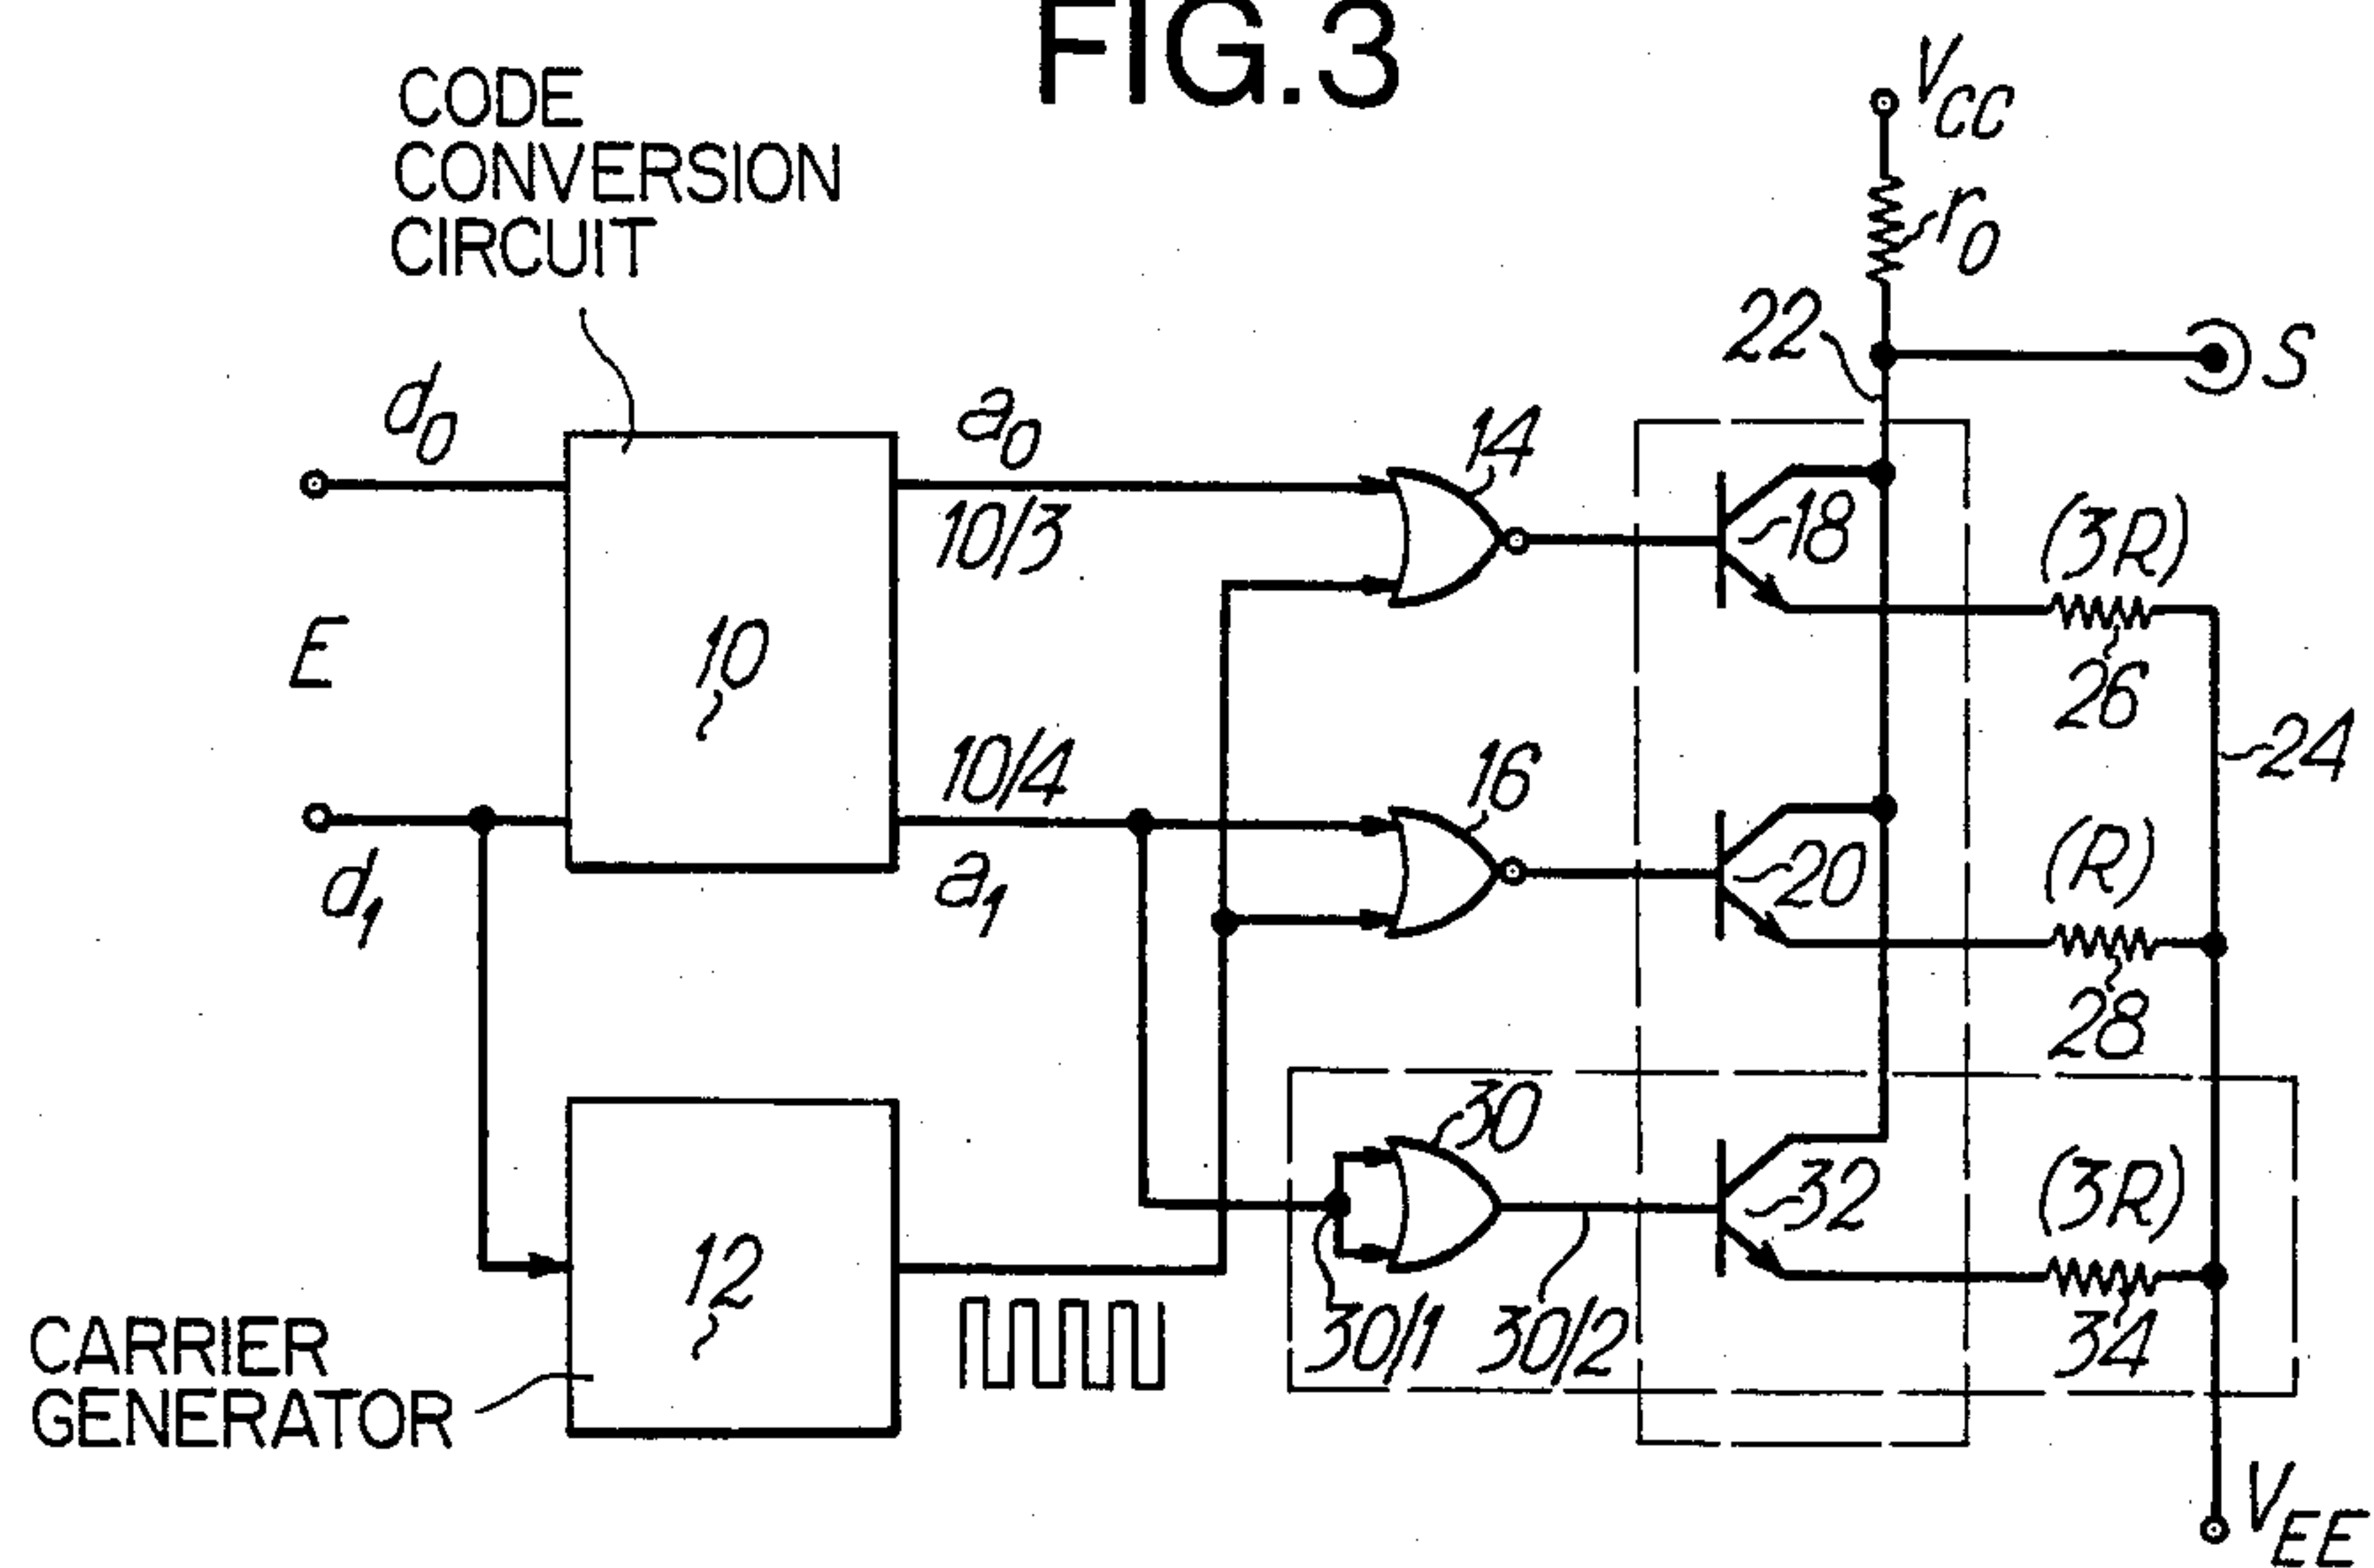 FIG.3
CODE
CONVERSION
CIRCUIT
VCC
r0
22
S
d0
a0
10/3
14
18
(3R)
26
E
10
24
10/4
16
20
(R)
28
d1
a1
30
32
(3R)
34
12
30/1
30/2
CARRIER
GENERATOR
VEE